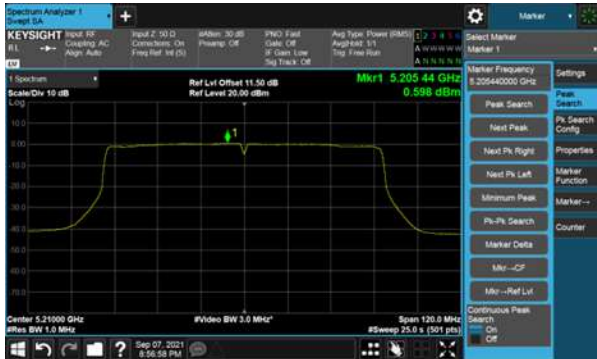 Spectrum Analyzer 1
Swept SA
Marker
KEYSIGHT
Input: RF
Coupling: AC
Align: Auto
Input Z: 50 Ω
Corrections: On
Freq Ref: Int (S)
#Atten: 30 dB
Preamp: Off
PNO: Fast
Gate: Off
IF Gain: Low
Sig Track: Off
Avg Type: Power (RMS)
Avg|Hold: 1/1
Trig: Free Run
1 2 3 4 5 6
A W W W W W
A N N N N N
Select Marker
Marker 1
Marker Frequency
5.205440000 GHz
Settings
Peak Search
Next Peak
Next Pk Right
Next Pk Left
Minimum Peak
Pk-Pk Search
Marker Delta
Mkr→CF
Mkr→Ref Lvl
Continuous Peak
Search
On
Off
Peak
Search
Pk Search
Config
Properties
Marker
Function
Marker→
Counter
1 Spectrum
Scale/Div 10 dB
Log
Ref Lvl Offset 11.50 dB
Ref Level 20.00 dBm
Mkr1 5.205 44 GHz
0.598 dBm
1
10.0
0.00
-10.0
-20.0
-30.0
-40.0
-50.0
-60.0
-70.0
Center 5.21000 GHz
#Res BW 1.0 MHz
#Video BW 3.0 MHz*
Span 120.0 MHz
#Sweep 25.0 s (501 pts)
?
Sep 07, 2021
8:56:58 PM